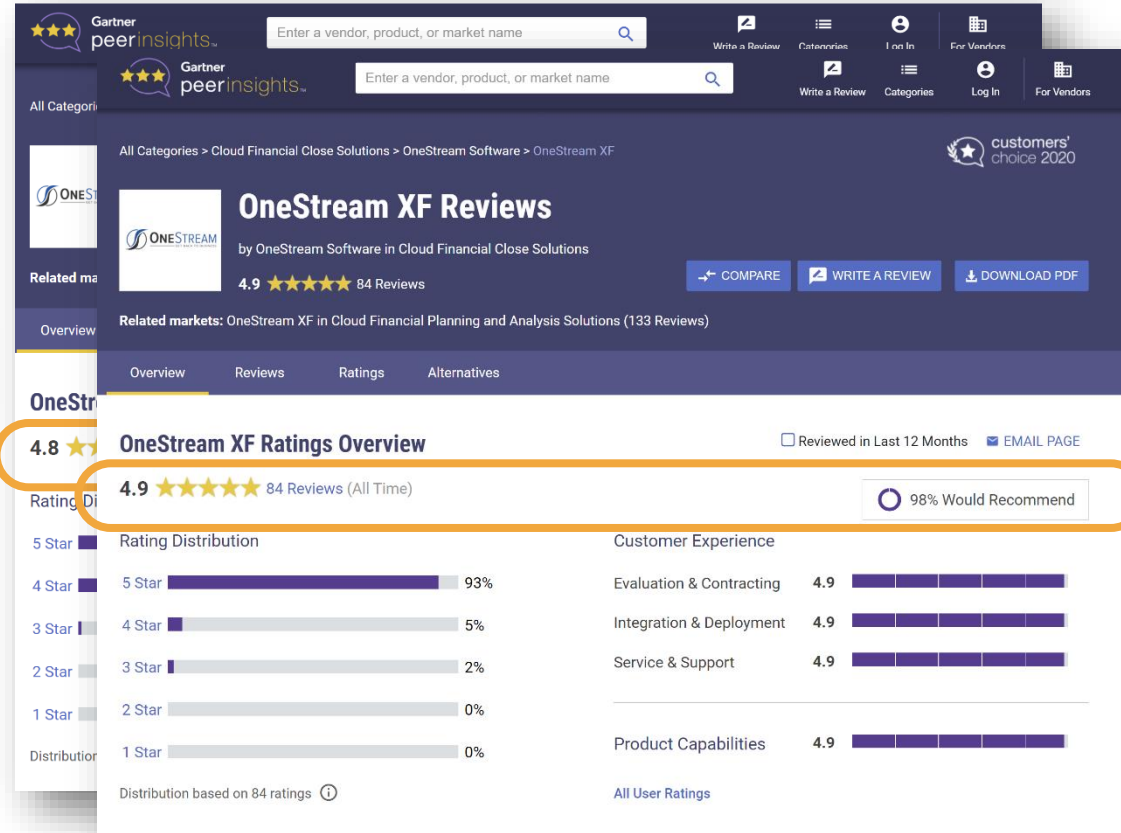 Gartner
peerinsights™
Enter a vendor, product, or market name
Write a Review Categories Log In For Vendors
Gartner
peerinsights™
Enter a vendor, product, or market name
Write a Review Categories Log In For Vendors
All Categori
All Categories > Cloud Financial Close Solutions > OneStream Software > OneStream XF
customers'
choice 2020
ONEST
ONESTREAM
OneStream XF Reviews
by OneStream Software in Cloud Financial Close Solutions
4.9 84 Reviews
COMPARE WRITE A REVIEW DOWNLOAD PDF
Related ma
Related markets: OneStream XF in Cloud Financial Planning and Analysis Solutions (133 Reviews)
Overview
Overview Reviews Ratings Alternatives
OneStr
4.8
OneStream XF Ratings Overview
Reviewed in Last 12 Months EMAIL PAGE
4.9 84 Reviews (All Time)
98% Would Recommend
Rating Di
5 Star
4 Star
3 Star
2 Star
1 Star
Distribution
Rating Distribution
5 Star 93%
4 Star 5%
3 Star 2%
2 Star 0%
1 Star 0%
Distribution based on 84 ratings
Customer Experience
Evaluation & Contracting 4.9
Integration & Deployment 4.9
Service & Support 4.9
Product Capabilities 4.9
All User Ratings